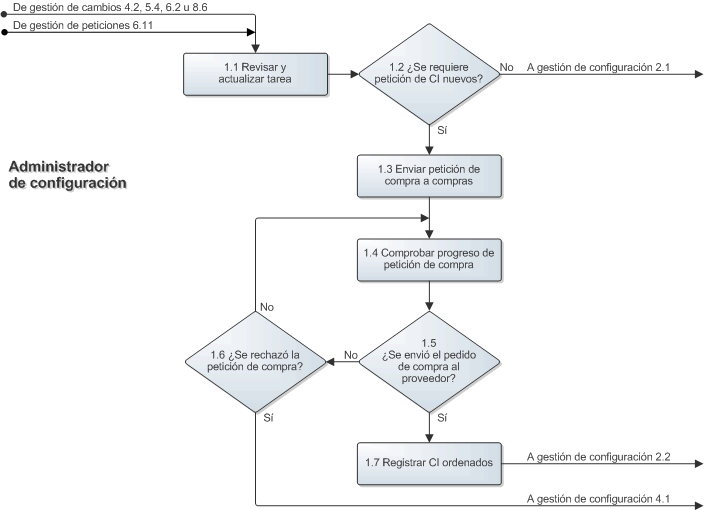 De gestión de cambios 4.2, 5.4, 6.2 u 8.6
De gestión de peticiones 6.11
1.1 Revisar y
actualizar tarea
1.2 ¿Se requiere
petición de CI nuevos?
No
A gestión de configuración 2.1
Sí
Administrador
de configuración
1.3 Enviar petición de
compra a compras
1.4 Comprobar progreso de
petición de compra
No
1.6 ¿Se rechazó la
petición de compra?
No
1.5
¿Se envió el pedido
de compra al
proveedor?
Sí
Sí
1.7 Registrar CI ordenados
A gestión de configuración 2.2
A gestión de configuración 4.1